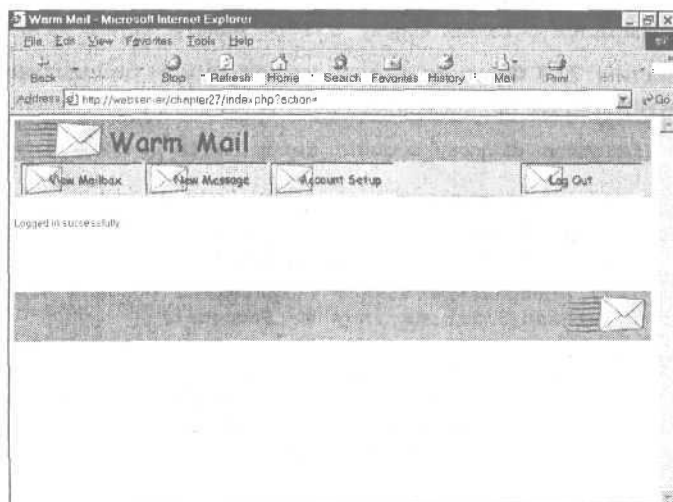 Warm Mail - Microsoft Internet Explorer
File Edit View Favorites Tools Help
Back Stop Refresh Home Search Favorites History Mail Print
Address http://webserver/chapter27/index.php?action= Go
Warm Mail
View Mailbox New Message Account Setup Log Out
Logged in successfully